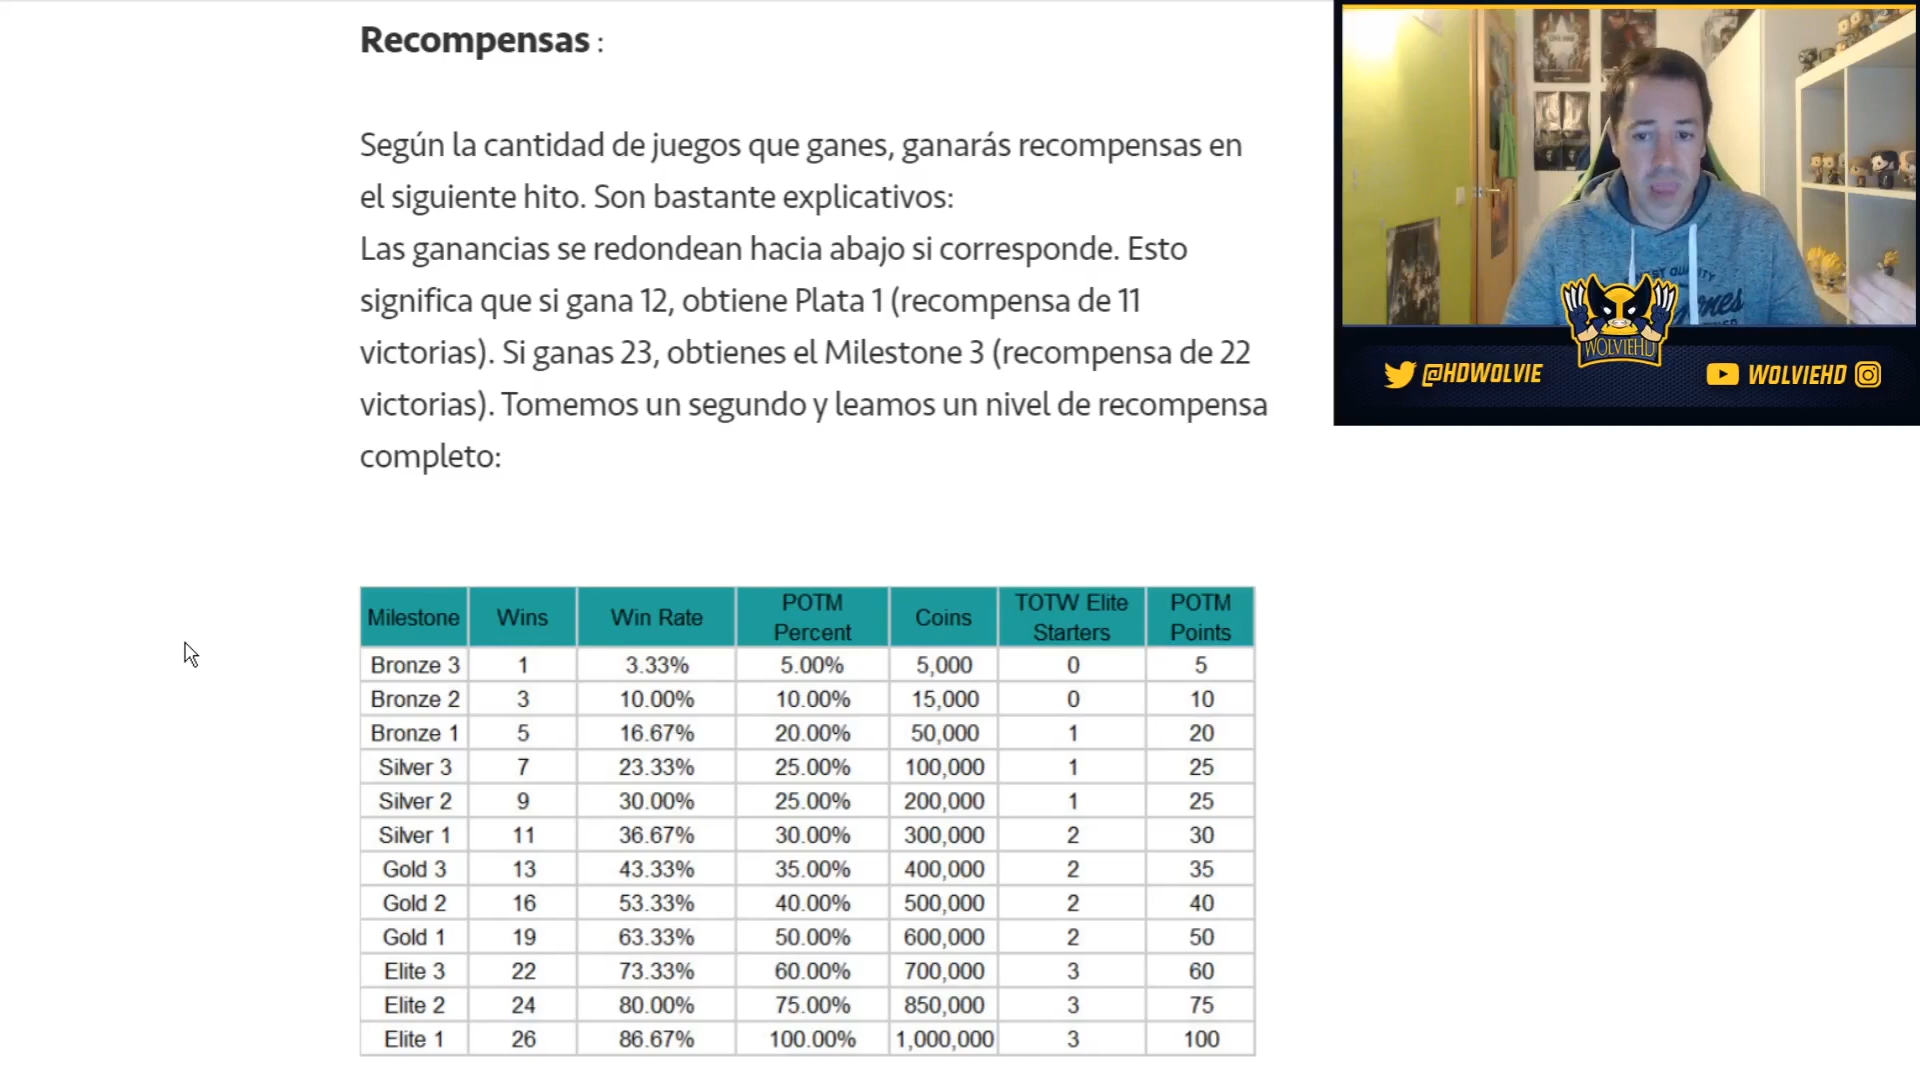 Recompensas :
Según la cantidad de juegos que ganes, ganarás recompensas en
el siguiente hito. Son bastante explicativos:
Las ganancias se redondean hacia abajo si corresponde. Esto
significa que si gana 12, obtiene Plata 1 (recompensa de 11
victorias). Si ganas 23, obtienes el Milestone 3 (recompensa de 22
victorias). Tomemos un segundo y leamos un nivel de recompensa
completo:
Milestone Wins Win Rate POTM Percent Coins TOTW Elite Starters POTM Points
Bronze 3 1 3.33% 5.00% 5,000 0 5
Bronze 2 3 10.00% 10.00% 15,000 0 10
Bronze 1 5 16.67% 20.00% 50,000 1 20
Silver 3 7 23.33% 25.00% 100,000 1 25
Silver 2 9 30.00% 25.00% 200,000 1 25
Silver 1 11 36.67% 30.00% 300,000 2 30
Gold 3 13 43.33% 35.00% 400,000 2 35
Gold 2 16 53.33% 40.00% 500,000 2 40
Gold 1 19 63.33% 50.00% 600,000 2 50
Elite 3 22 73.33% 60.00% 700,000 3 60
Elite 2 24 80.00% 75.00% 850,000 3 75
Elite 1 26 86.67% 100.00% 1,000,000 3 100
WOLVIEHD
@HDWOLVIE WOLVIEHD